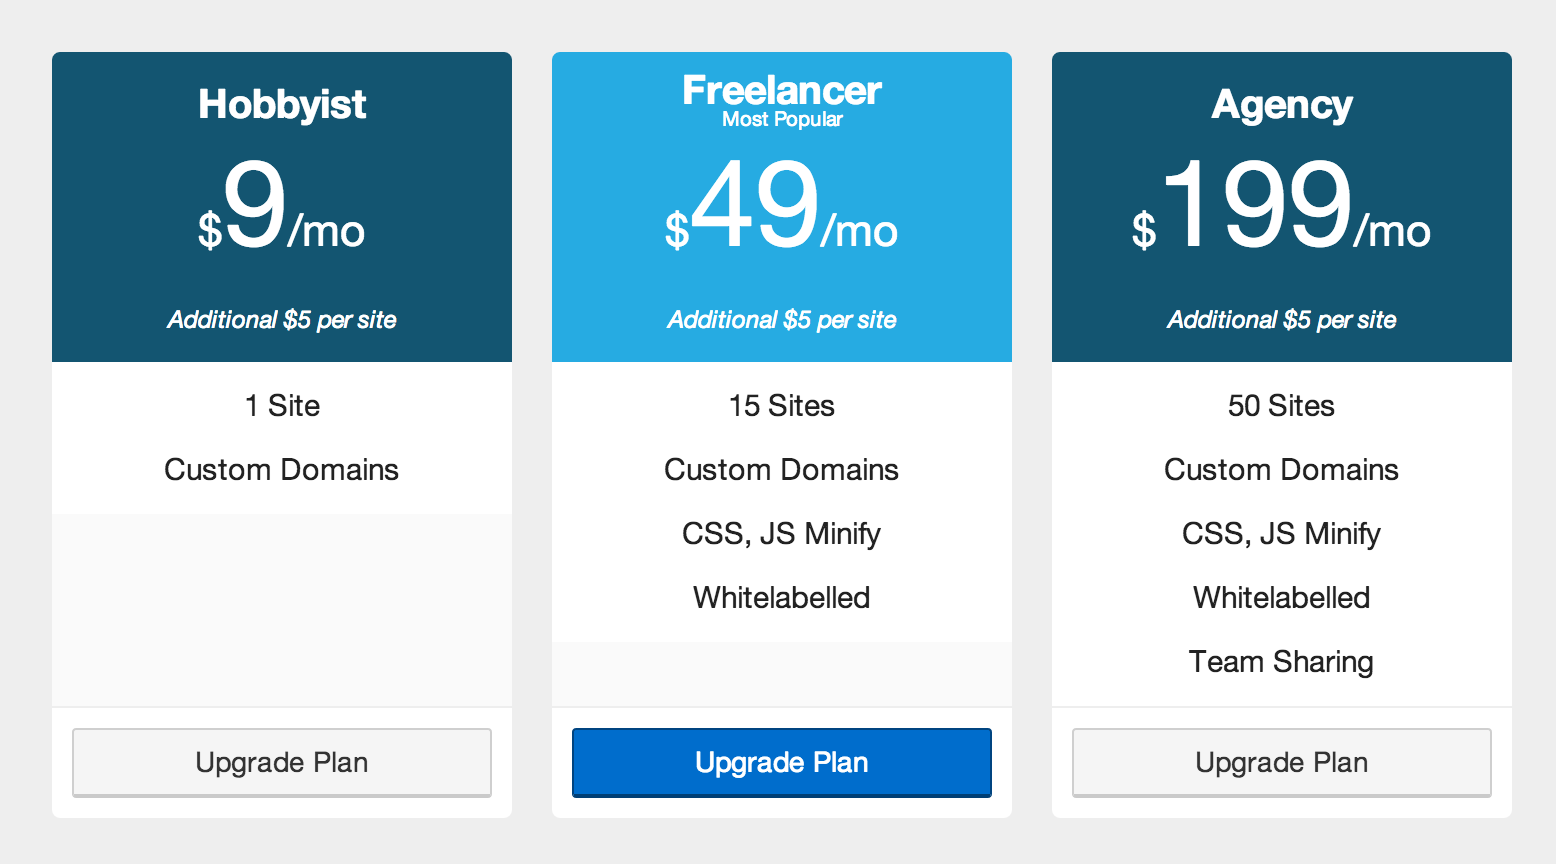 Hobbyist
$9/mo
Additional $5 per site
1 Site
Custom Domains
Upgrade Plan
Freelancer
Most Popular
$49/mo
Additional $5 per site
15 Sites
Custom Domains
CSS, JS Minify
Whitelabelled
Upgrade Plan
Agency
$199/mo
Additional $5 per site
50 Sites
Custom Domains
CSS, JS Minify
Whitelabelled
Team Sharing
Upgrade Plan